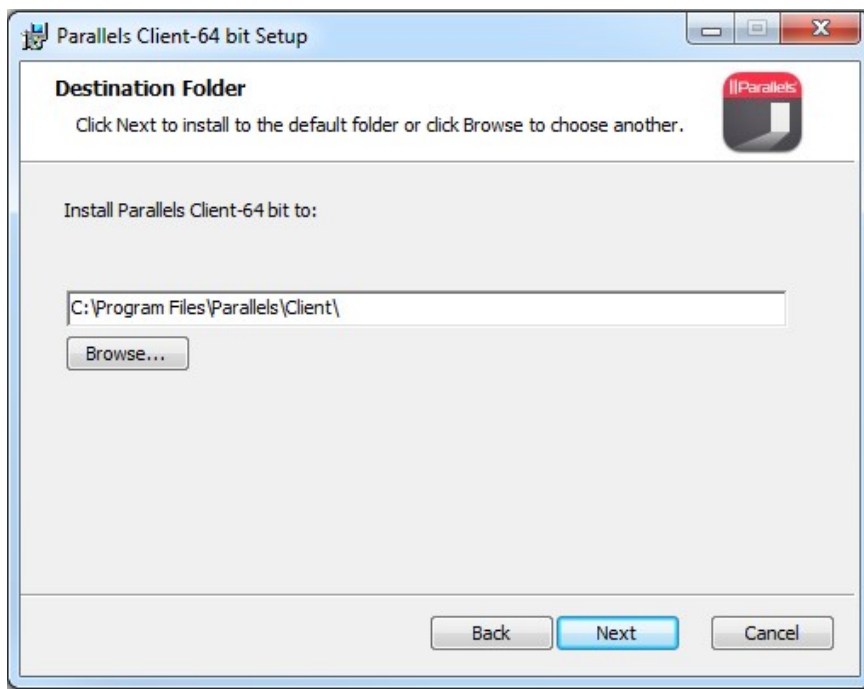 Parallels Client-64 bit Setup
Destination Folder
||Parallels
Click Next to install to the default folder or click Browse to choose another.
Install Parallels Client-64 bit to:
C:\Program Files\Parallels\Client\
Browse...
Back Next Cancel